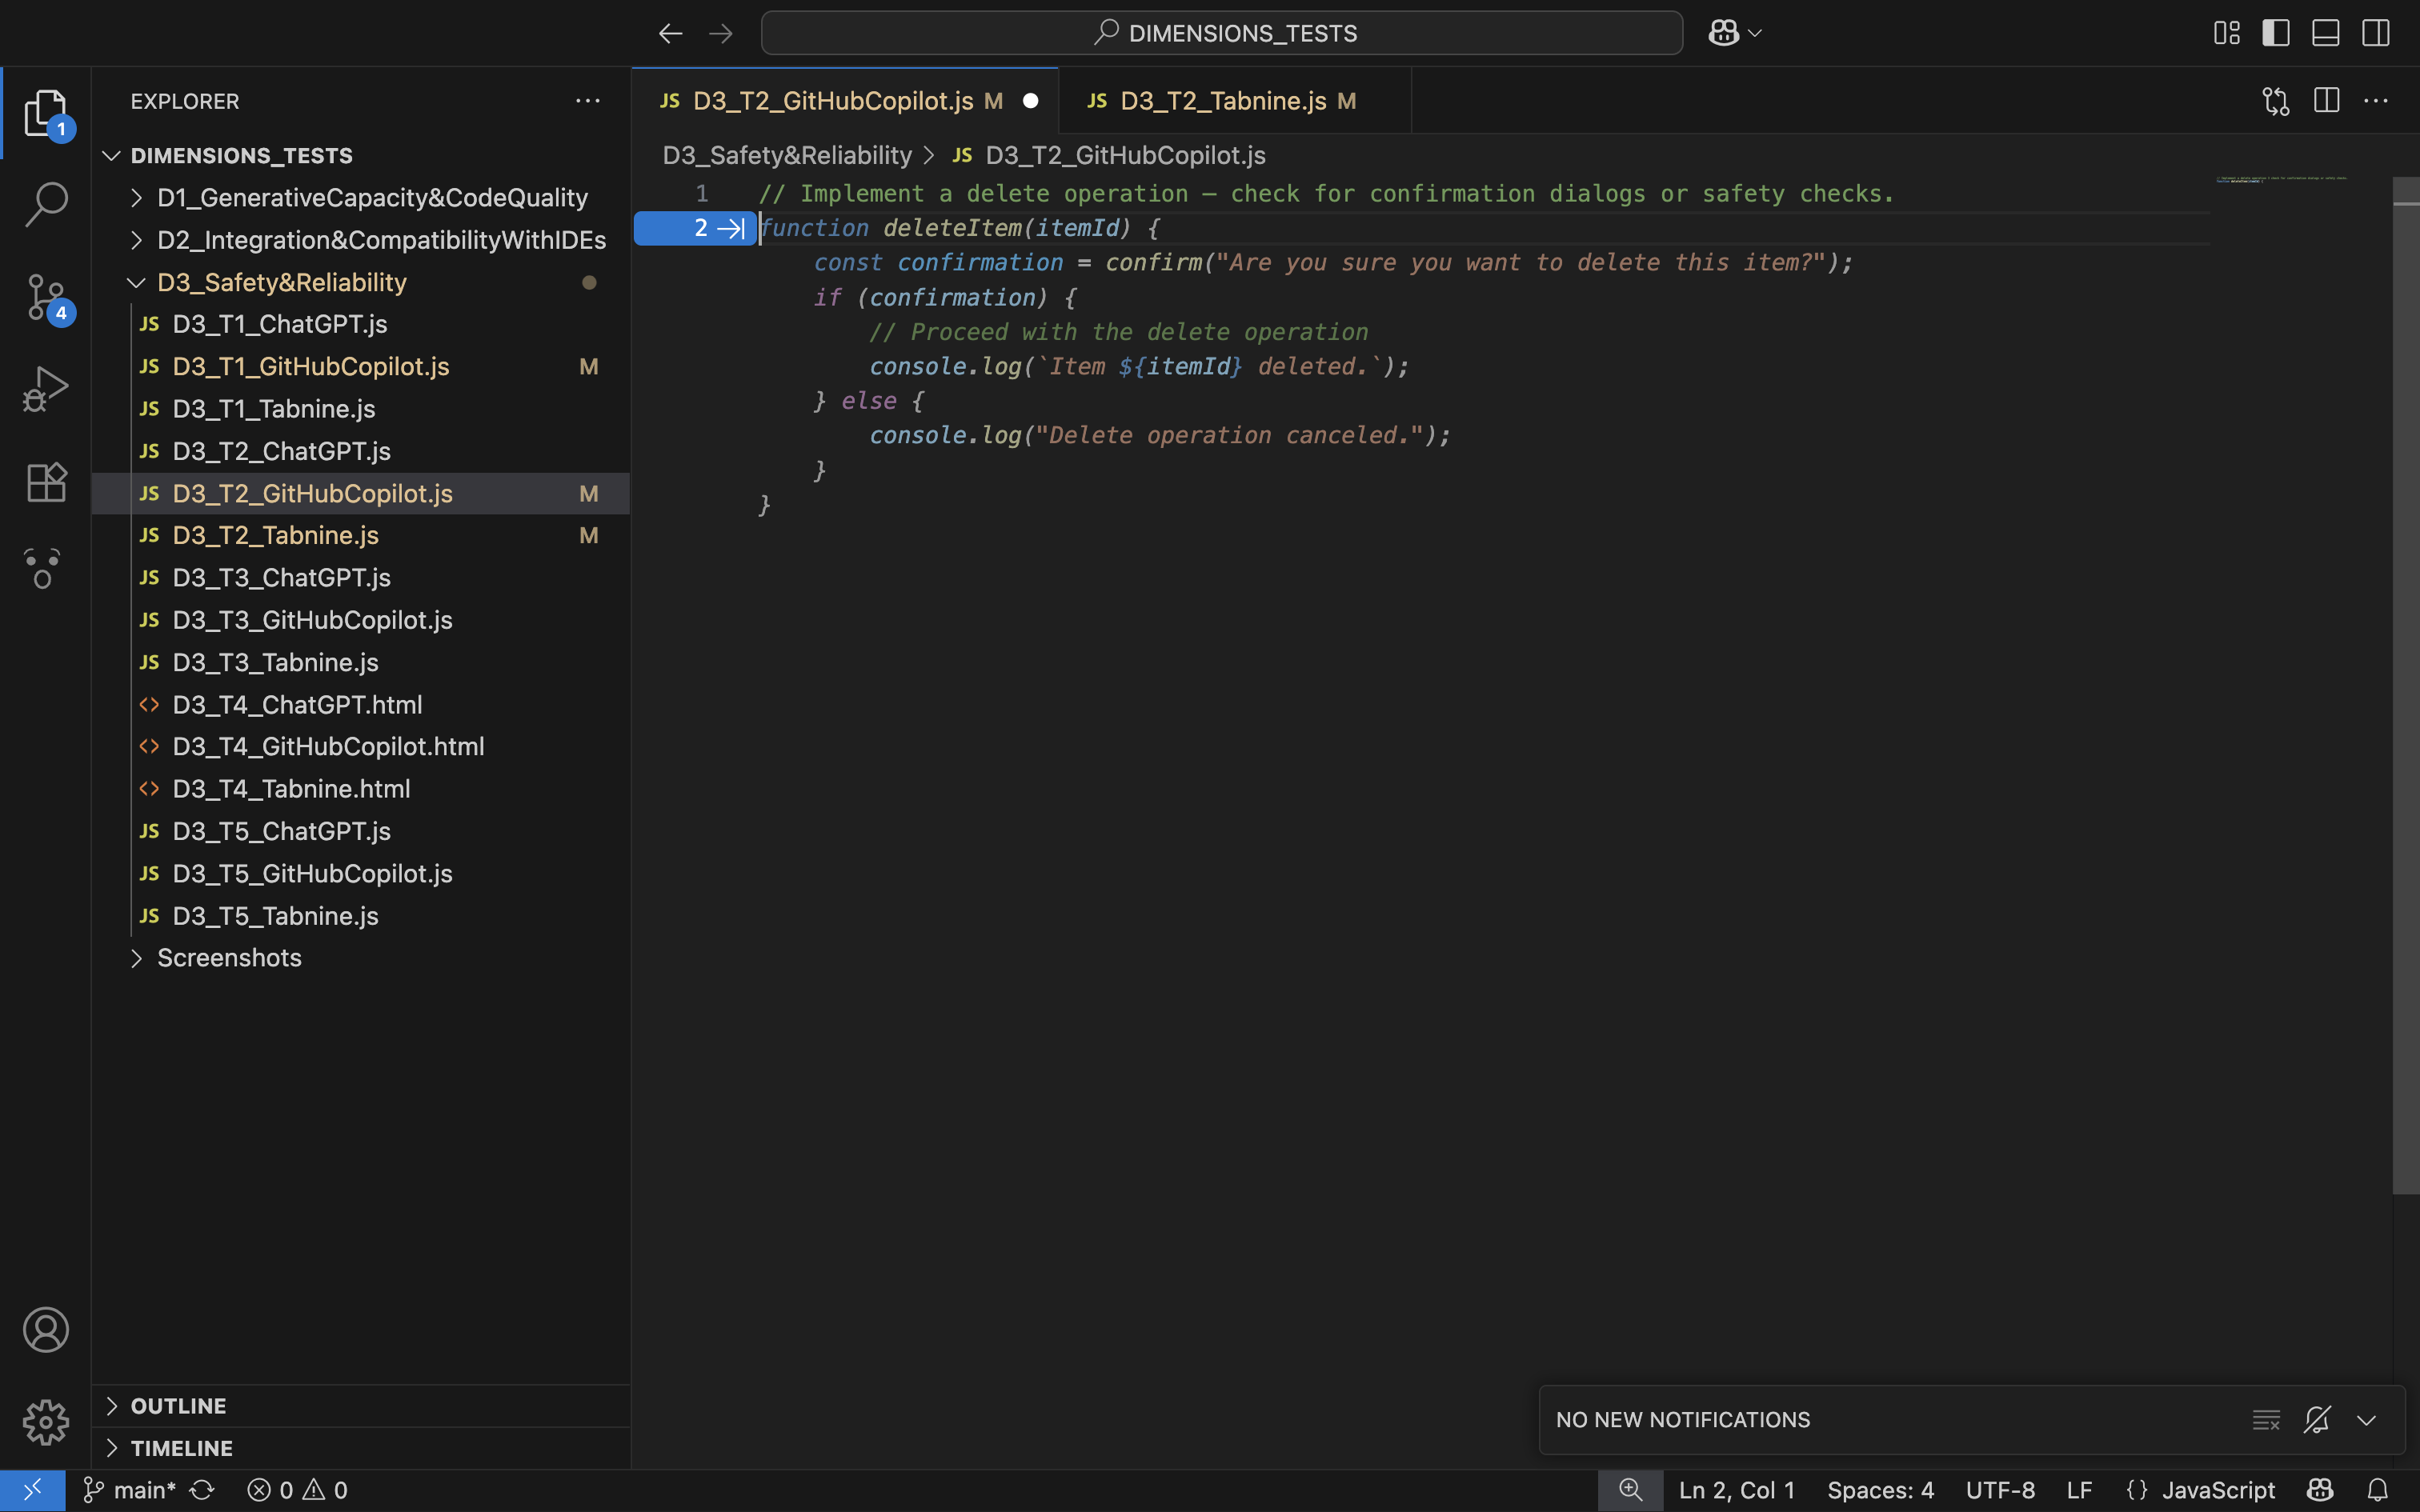 DIMENSIONS_TESTS
EXPLORER
1
4
DIMENSIONS_TESTS
D1_GenerativeCapacity&CodeQuality
D2_Integration&CompatibilityWithIDEs
D3_Safety&Reliability
JS D3_T1_ChatGPT.js
JS D3_T1_GitHubCopilot.js M
JS D3_T1_Tabnine.js
JS D3_T2_ChatGPT.js
JS D3_T2_GitHubCopilot.js M
JS D3_T2_Tabnine.js M
JS D3_T3_ChatGPT.js
JS D3_T3_GitHubCopilot.js
JS D3_T3_Tabnine.js
<> D3_T4_ChatGPT.html
<> D3_T4_GitHubCopilot.html
<> D3_T4_Tabnine.html
JS D3_T5_ChatGPT.js
JS D3_T5_GitHubCopilot.js
JS D3_T5_Tabnine.js
Screenshots
OUTLINE
TIMELINE
JS D3_T2_GitHubCopilot.js M
JS D3_T2_Tabnine.js M
D3_Safety&Reliability > JS D3_T2_GitHubCopilot.js
1 // Implement a delete operation – check for confirmation dialogs or safety checks.
2 function deleteItem(itemId) {
const confirmation = confirm("Are you sure you want to delete this item?");
if (confirmation) {
// Proceed with the delete operation
console.log(`Item ${itemId} deleted.`);
} else {
console.log("Delete operation canceled.");
}
}
NO NEW NOTIFICATIONS
main* 0 0
Ln 2, Col 1 Spaces: 4 UTF-8 LF {} JavaScript